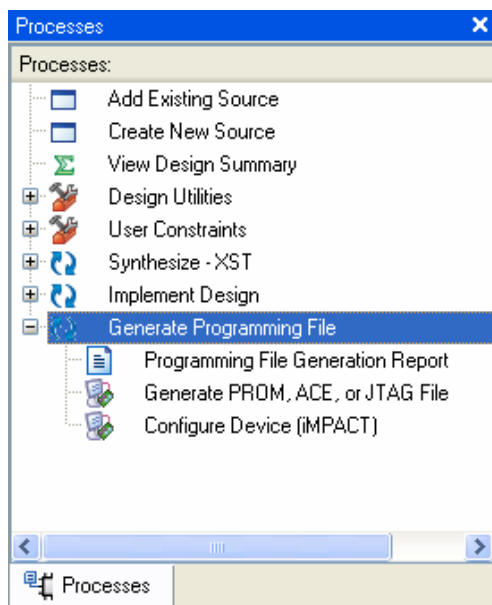 Processes
Processes:
Add Existing Source
Create New Source
View Design Summary
Design Utilities
User Constraints
Synthesize - XST
Implement Design
Generate Programming File
Programming File Generation Report
Generate PROM, ACE, or JTAG File
Configure Device (iMPACT)
Processes